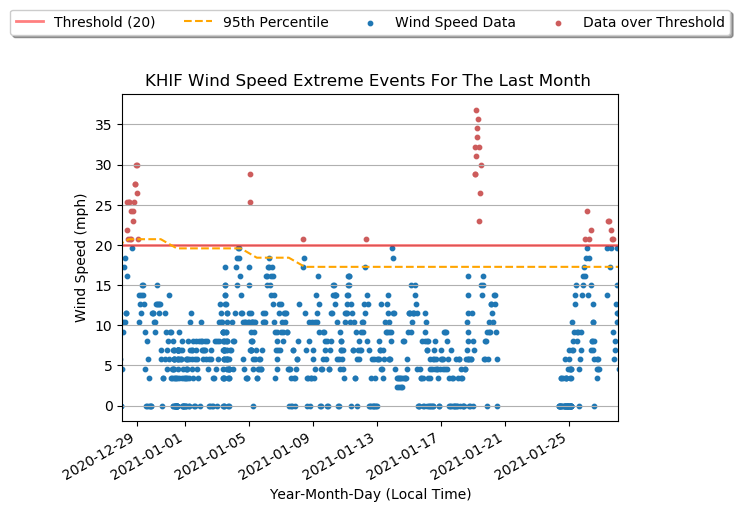 Threshold (20) 95th Percentile Wind Speed Data Data over Threshold
KHIF Wind Speed Extreme Events For The Last Month
Wind Speed (mph)
35
30
25
20
15
10
5
0
2020-12-29 2021-01-01 2021-01-05 2021-01-09 2021-01-13 2021-01-17 2021-01-21 2021-01-25
Year-Month-Day (Local Time)